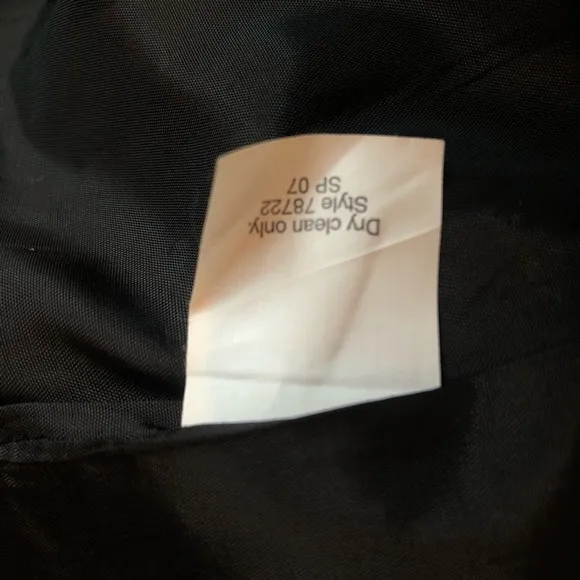 Dry clean only.
Style 78722
SP 07